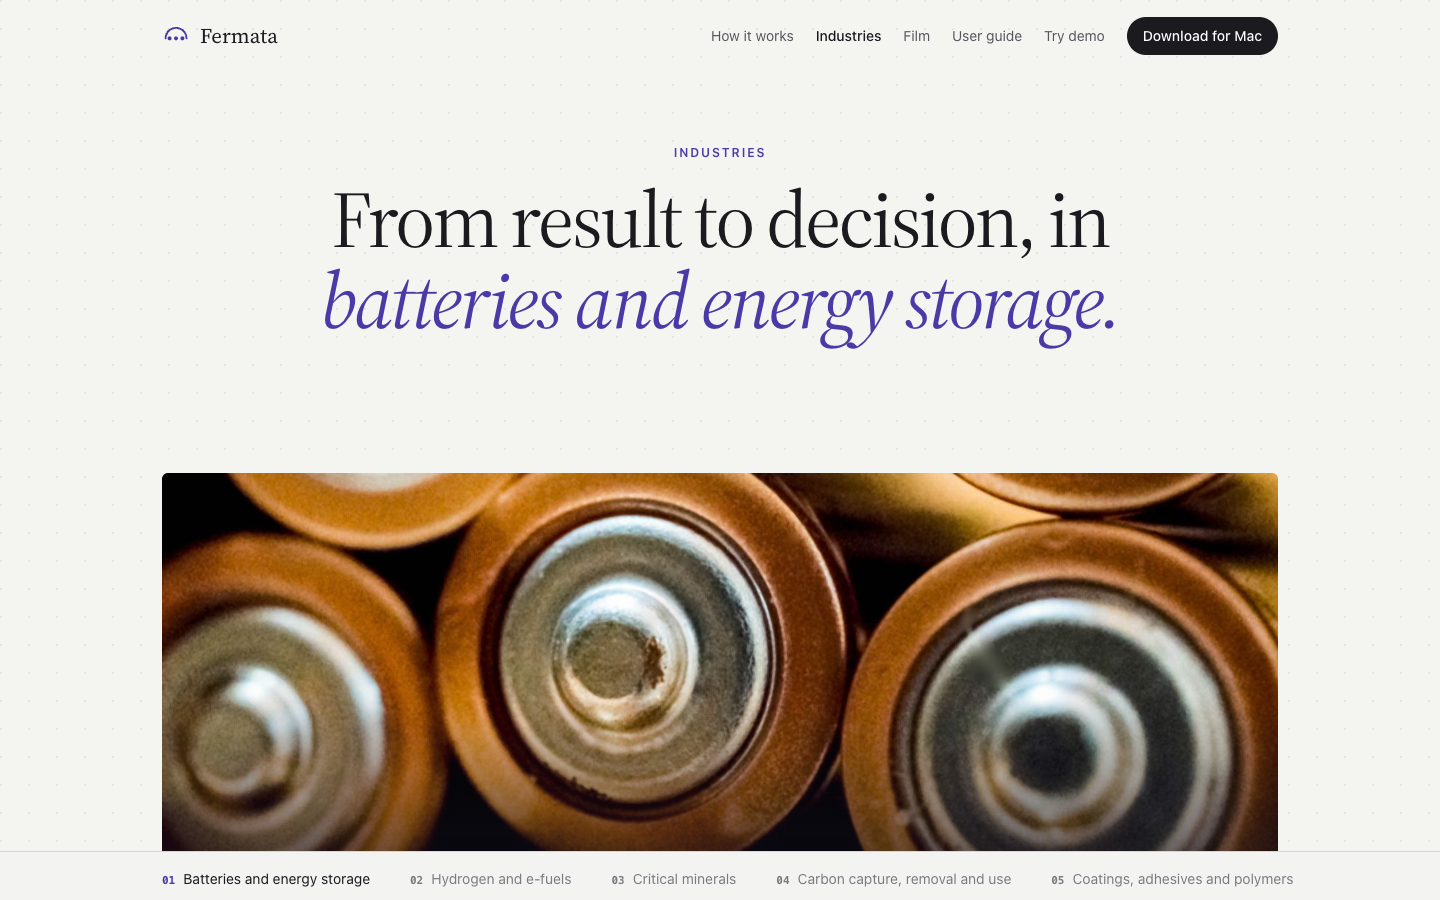 Fermata
How it works
Industries
Film
User guide
Try demo
Download for Mac
INDUSTRIES
From result to decision, in
batteries and energy storage.
01 Batteries and energy storage
02 Hydrogen and e-fuels
03 Critical minerals
04 Carbon capture, removal and use
05 Coatings, adhesives and polymers